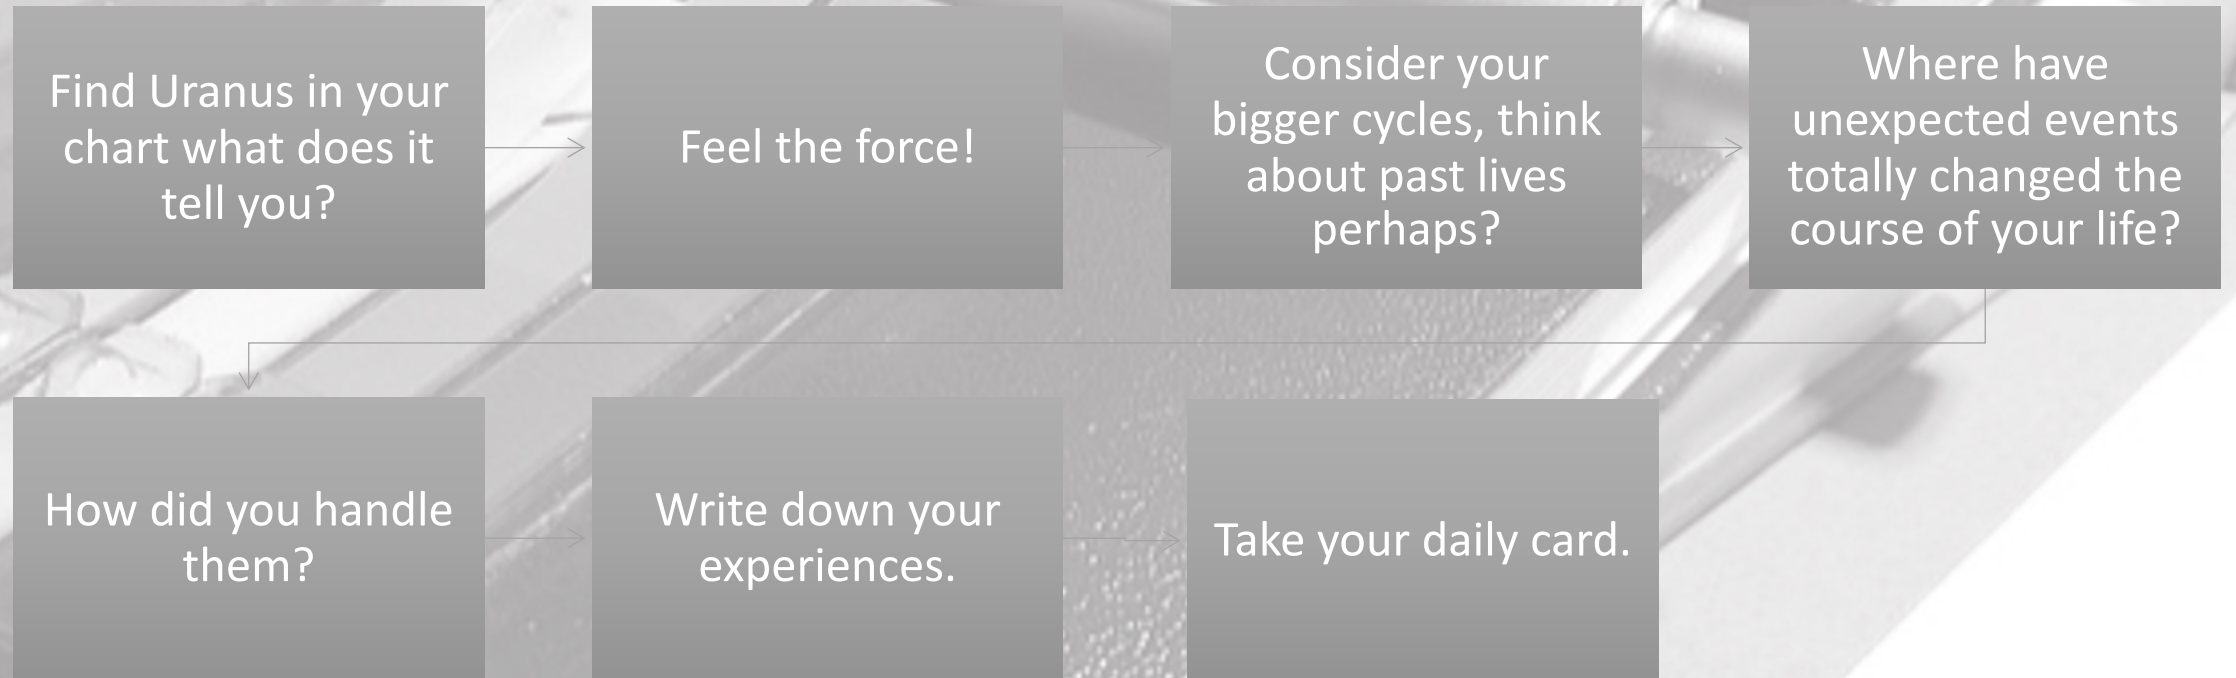 Find Uranus in your
chart what does it
tell you?
Feel the force!
Consider your
bigger cycles, think
about past lives
perhaps?
Where have
unexpected events
totally changed the
course of your life?
How did you handle
them?
Write down your
experiences.
Take your daily card.